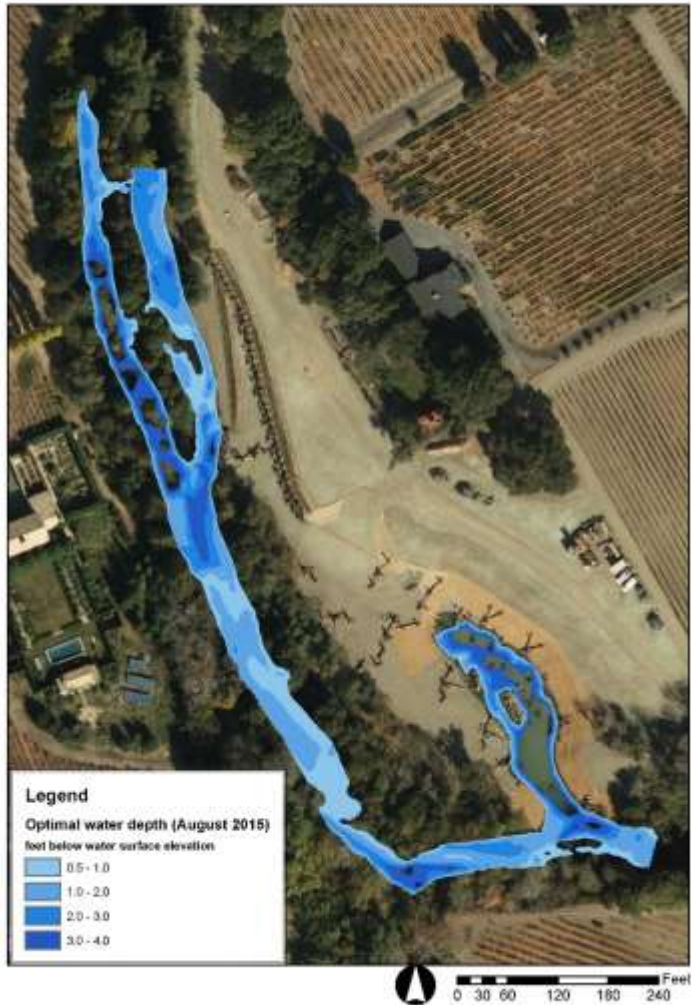 Legend
Optimal water depth (August 2015)
feet below water surface elevation
0.5 - 1.0
1.0 - 2.0
2.0 - 3.0
3.0 - 4.0
Feet
0 30 60 120 180 240